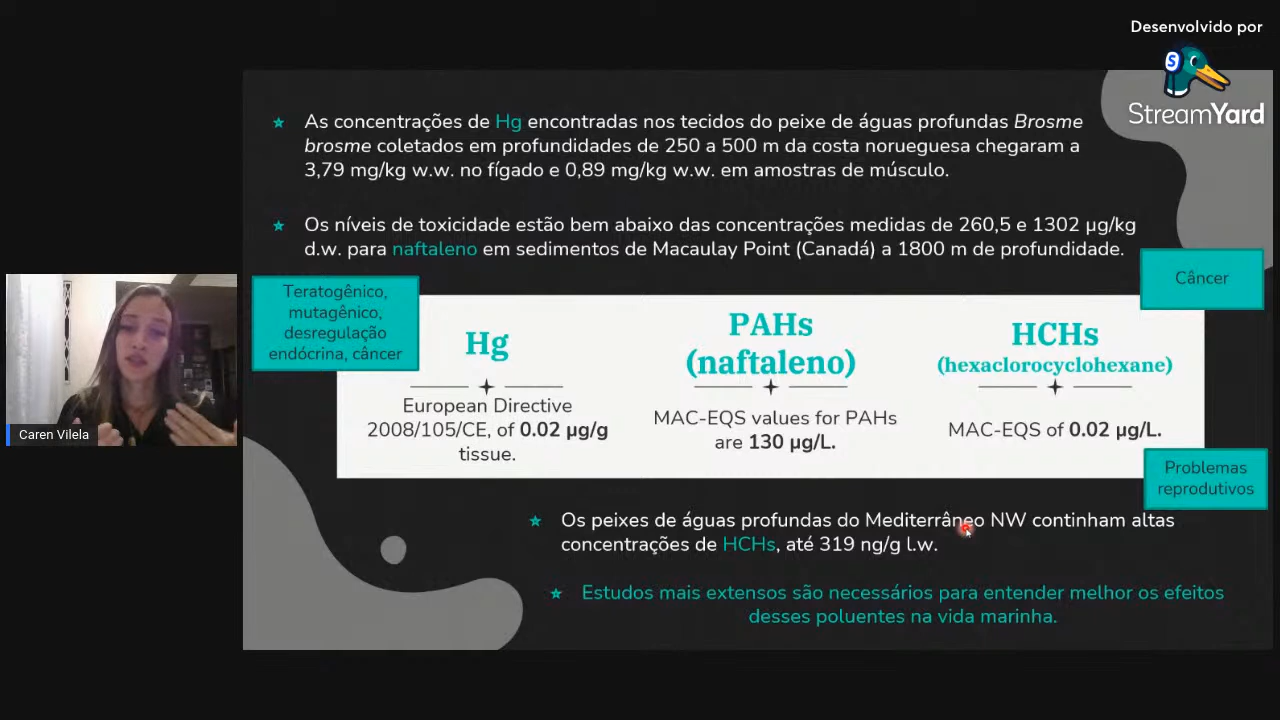 Desenvolvido por
StreamYard
As concentrações de Hg encontradas nos tecidos do peixe de águas profundas Brosme
brosme coletados em profundidades de 250 a 500 m da costa norueguesa chegaram a
3,79 mg/kg w.w. no fígado e 0,89 mg/kg w.w. em amostras de músculo.
Os níveis de toxicidade estão bem abaixo das concentrações medidas de 260,5 e 1302 µg/kg
d.w. para naftaleno em sedimentos de Macaulay Point (Canadá) a 1800 m de profundidade.
Teratogênico,
mutagênico,
desregulação
endócrina, câncer
Câncer
Hg
European Directive
2008/105/CE, of 0.02 µg/g
tissue.
PAHs
(naftaleno)
MAC-EQS values for PAHs
are 130 µg/L.
HCHs
(hexaclorocyclohexane)
MAC-EQS of 0.02 µg/L.
Problemas
reprodutivos
Caren Vilela
Os peixes de águas profundas do Mediterrâneo NW continham altas
concentrações de HCHs, até 319 ng/g l.w.
Estudos mais extensos são necessários para entender melhor os efeitos
desses poluentes na vida marinha.